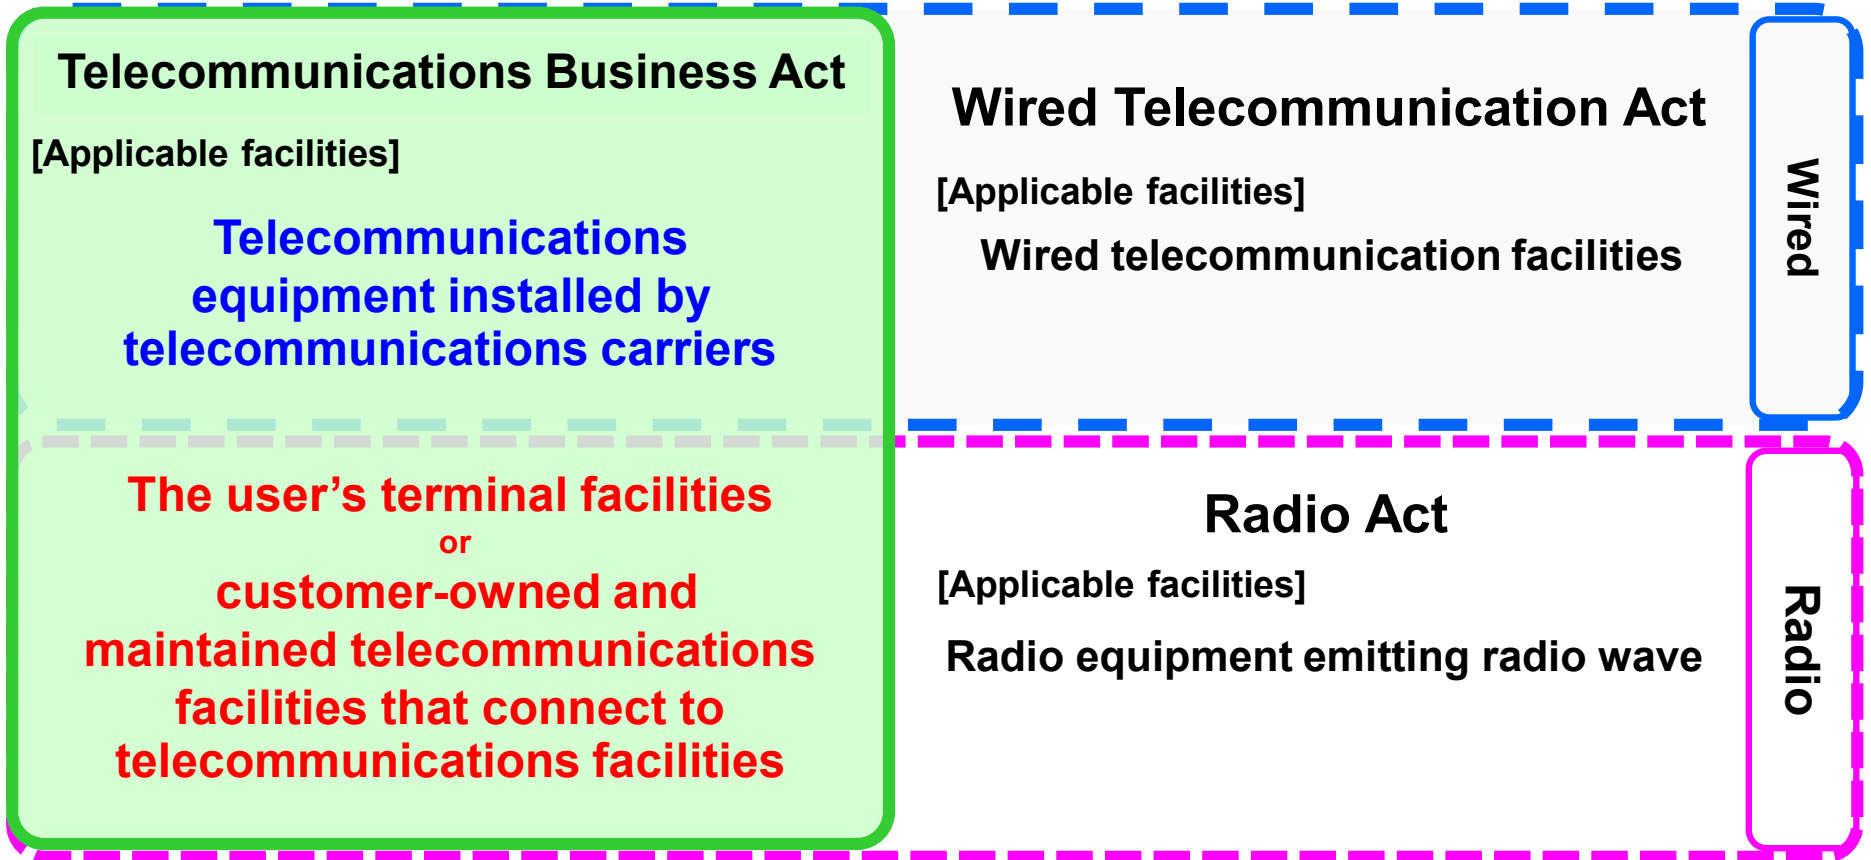 Telecommunications Business Act
[Applicable facilities]
Telecommunications
equipment installed by
telecommunications carriers
The user’s terminal facilities
or
customer-owned and
maintained telecommunications
facilities that connect to
telecommunications facilities
Wired Telecommunication Act
[Applicable facilities]
Wired telecommunication facilities
Wired
Radio Act
[Applicable facilities]
Radio equipment emitting radio wave
Radio